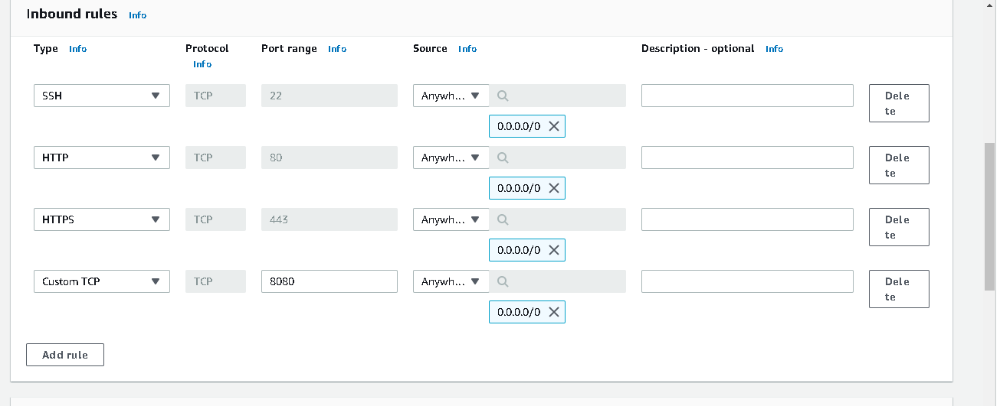 Inbound rules Info
Type Info Protocol Info Port range Info Source Info Description - optional Info
SSH TCP 22 Anywh... Dele te
0.0.0.0/0
HTTP TCP 80 Anywh... Dele te
0.0.0.0/0
HTTPS TCP 443 Anywh... Dele te
0.0.0.0/0
Custom TCP TCP 8080 Anywh... Dele te
0.0.0.0/0
Add rule